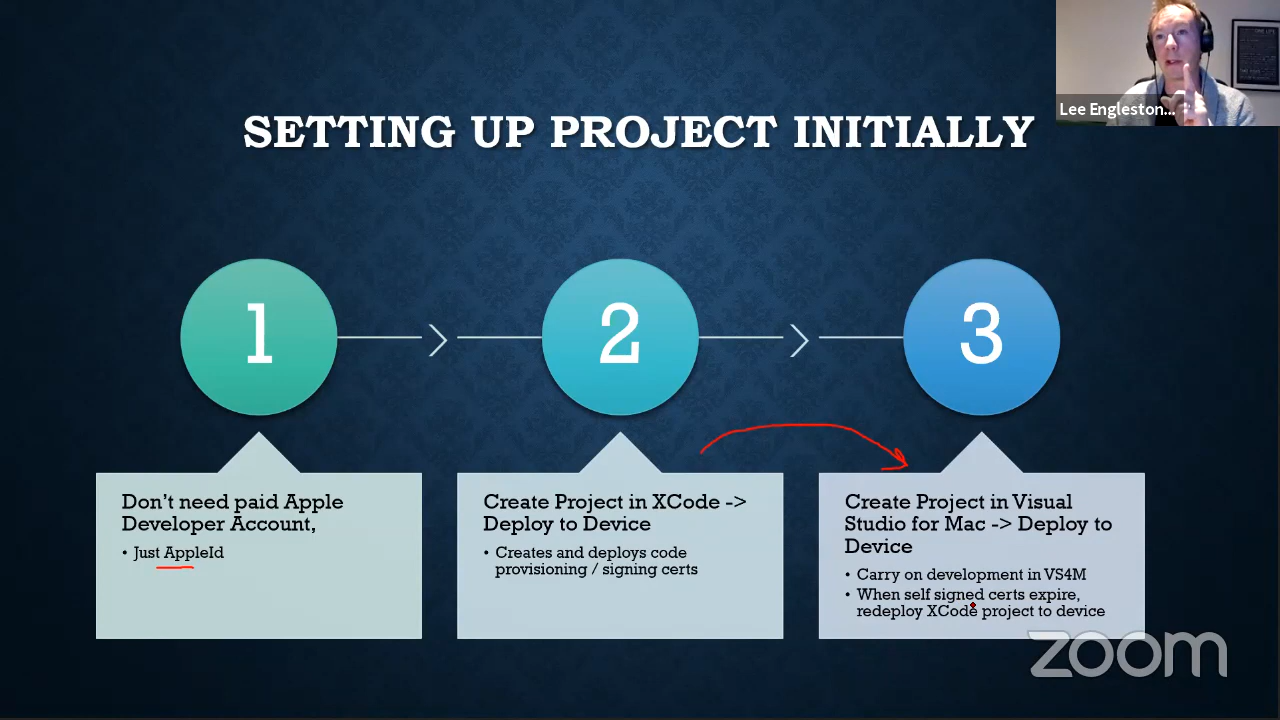 Lee Engleston...
SETTING UP PROJECT INITIALLY
1
2
3
Don't need paid Apple
Developer Account,
• Just AppleId
Create Project in XCode ->
Deploy to Device
• Creates and deploys code
provisioning / signing certs
Create Project in Visual
Studio for Mac -> Deploy to
Device
• Carry on development in VS4M
• When self signed certs expire,
redeploy XCode project to device
zoom